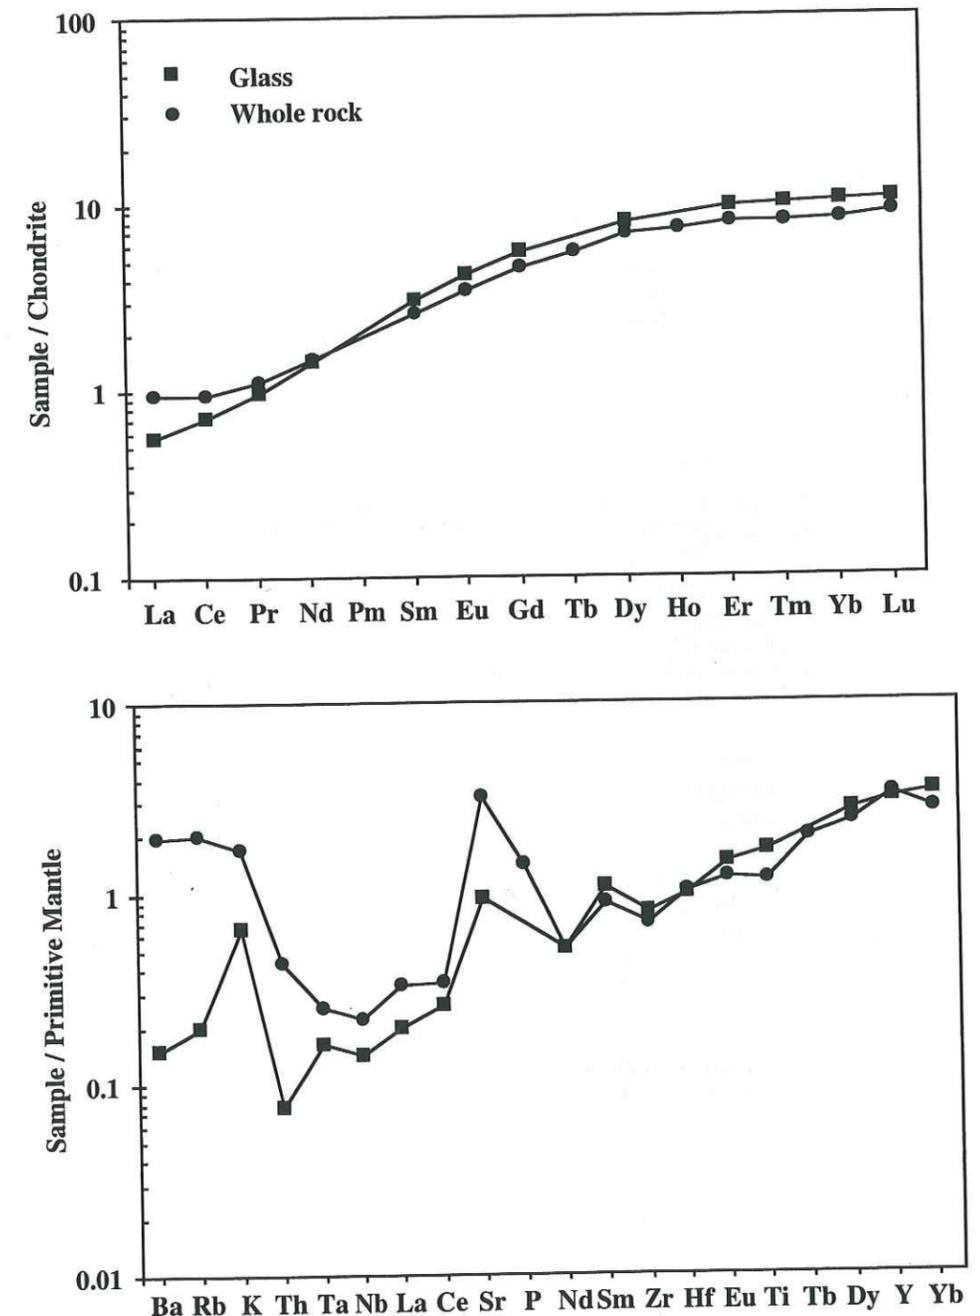 100
Glass
Whole rock
10
Sample / Chondrite
1
0.1
La Ce Pr Nd Pm Sm Eu Gd Tb Dy Ho Er Tm Yb Lu
10
1
Sample / Primitive Mantle
0.1
0.01
Ba Rb K Th Ta Nb La Ce Sr P Nd Sm Zr Hf Eu Ti Tb Dy Y Yb